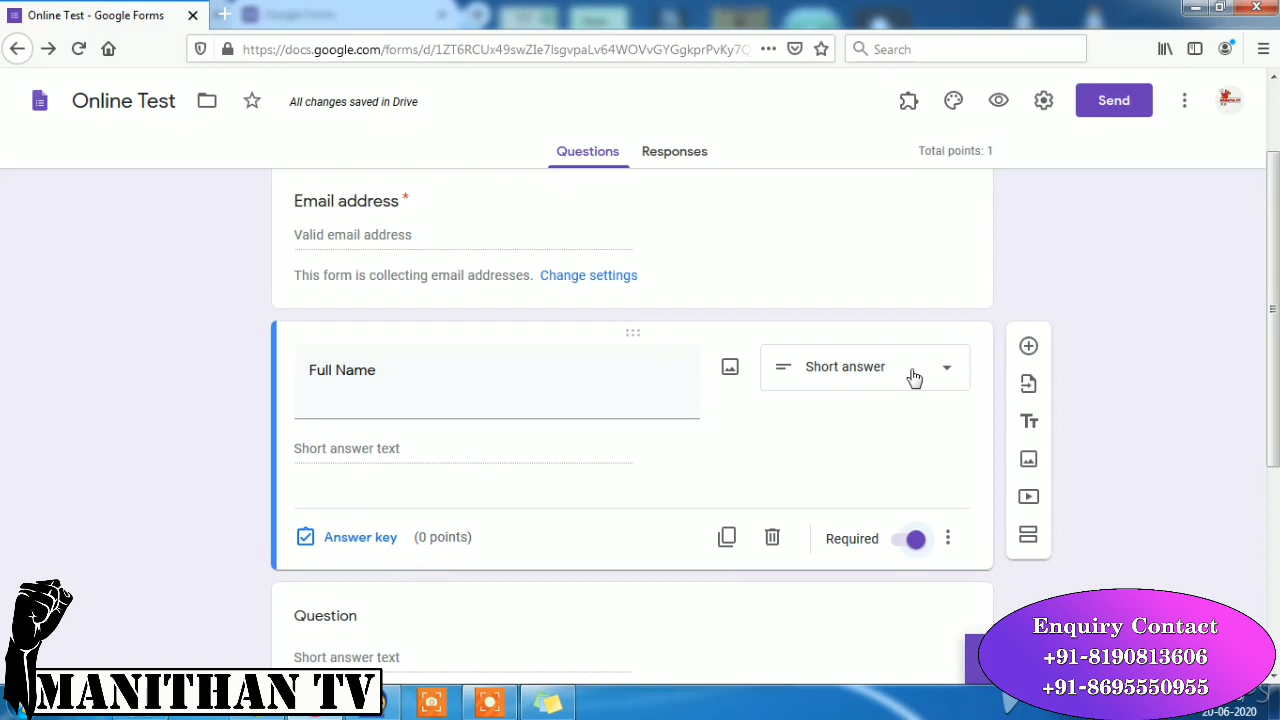 Online Test - Google Forms
Google Forms
https://docs.google.com/forms/d/1ZT6RCUx49swZIe7lsgvpaLv64WOVvGYGgkprPvKy7Q
Search
Online Test
All changes saved in Drive
Send
Questions
Responses
Total points: 1
Email address *
Valid email address
This form is collecting email addresses. Change settings
Full Name
Short answer
Short answer text
Answer key (0 points)
Required
Question
Short answer text
Enquiry Contact
+91-8190813606
+91-8695550955
MANITHAN TV
20-06-2020